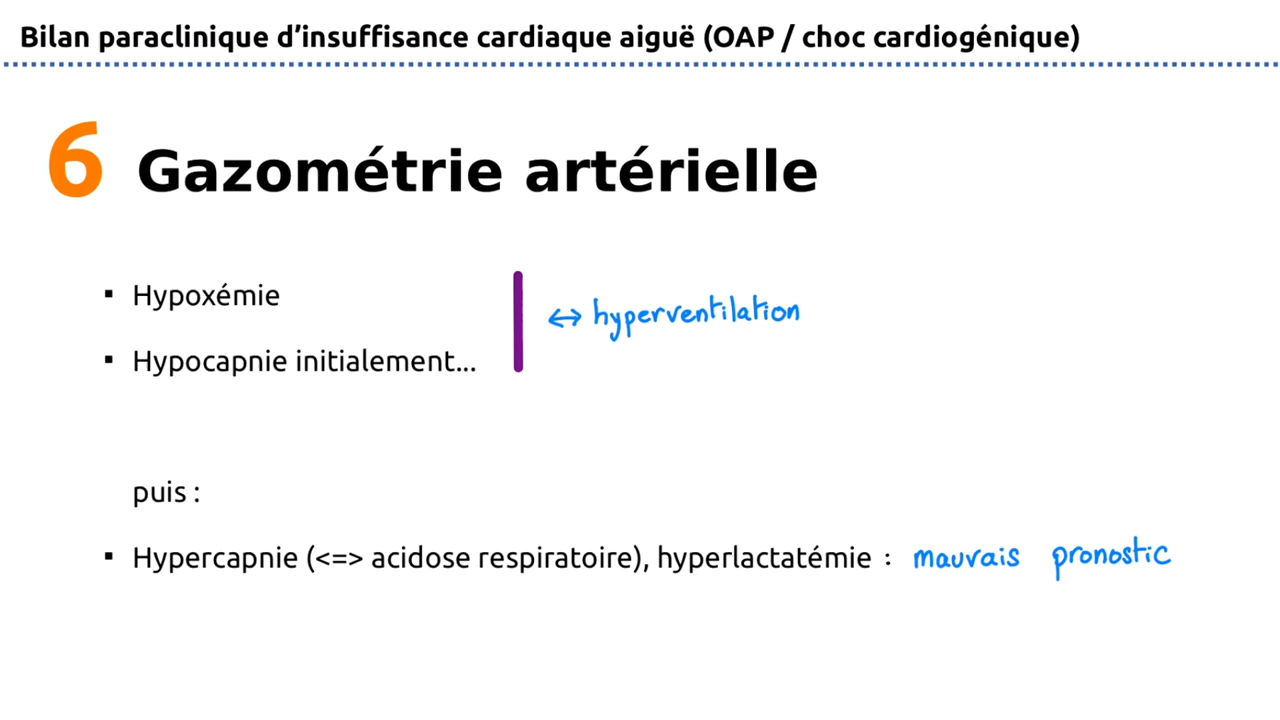 Bilan paraclinique d’insuffisance cardiaque aiguë (OAP / choc cardiogénique)
6 Gazométrie artérielle
▪ Hypoxémie
↔ hyperventilation
▪ Hypocapnie initialement...
puis :
▪ Hypercapnie (<=> acidose respiratoire), hyperlactatémie : mauvais pronostic